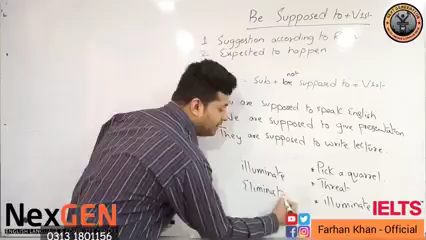 Be Supposed to + V1st
1 Suggestion according to
2 Expected to happen
not
Sub + be supposed to + V1st
are supposed to speak English
are supposed to give presentation
They are supposed to write lecture
illuminate
Eliminate
• Pick a quarrel
• Threat
• illuminate
NexGEN
0313 1801156
IELTS
Farhan Khan - Official